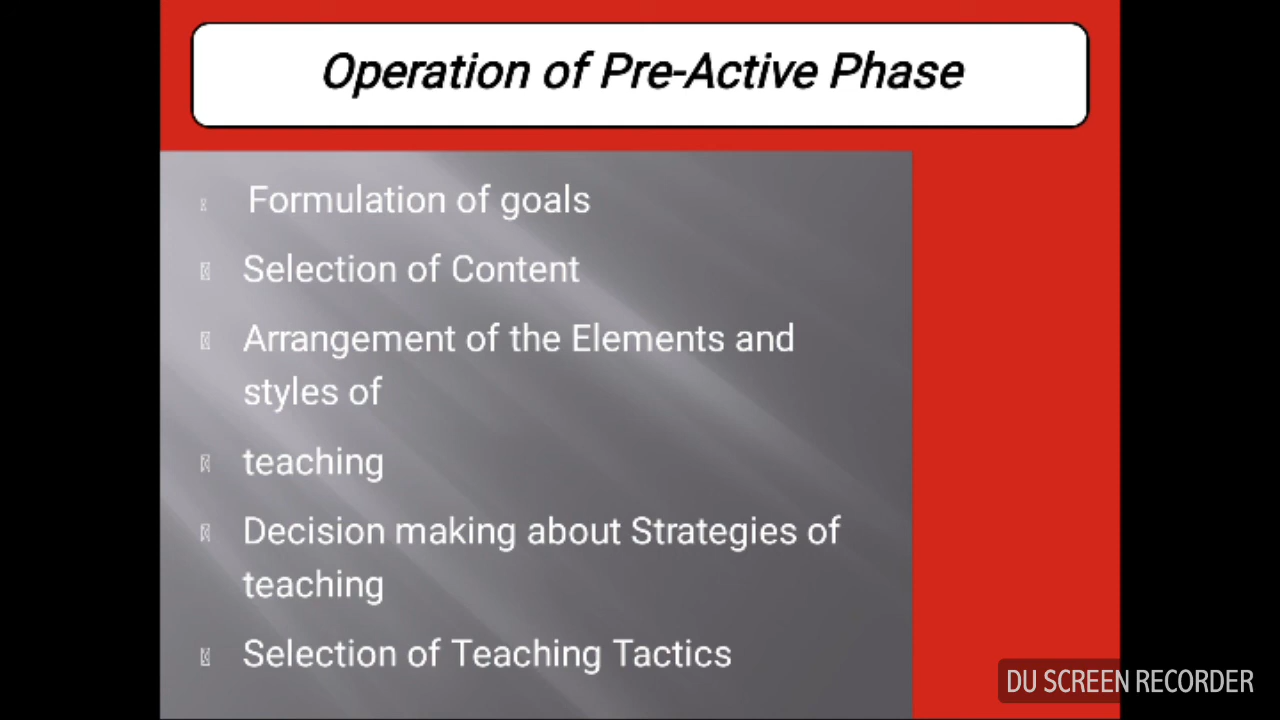 Operation of Pre-Active Phase
Formulation of goals
Selection of Content
Arrangement of the Elements and
styles of
teaching
Decision making about Strategies of
teaching
Selection of Teaching Tactics
DU SCREEN RECORDER